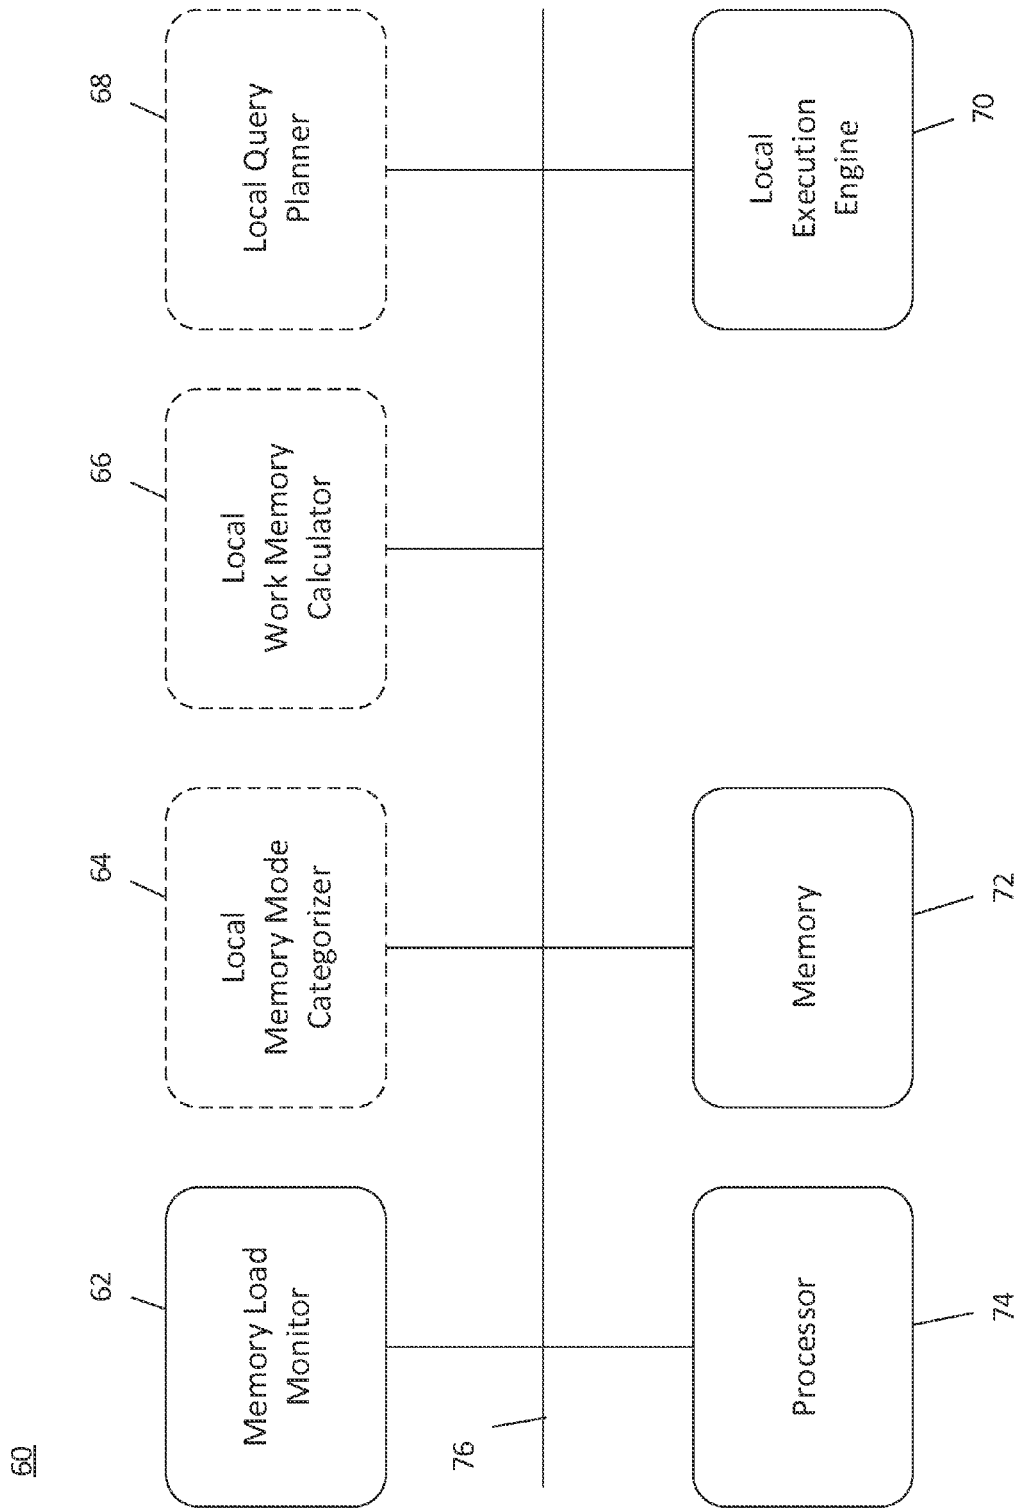 60
62
Memory Load
Monitor
64
Local
Memory Mode
Categorizer
66
Local
Work Memory
Calculator
68
Local Query
Planner
76
Processor
74
Memory
72
Local
Execution
Engine
70